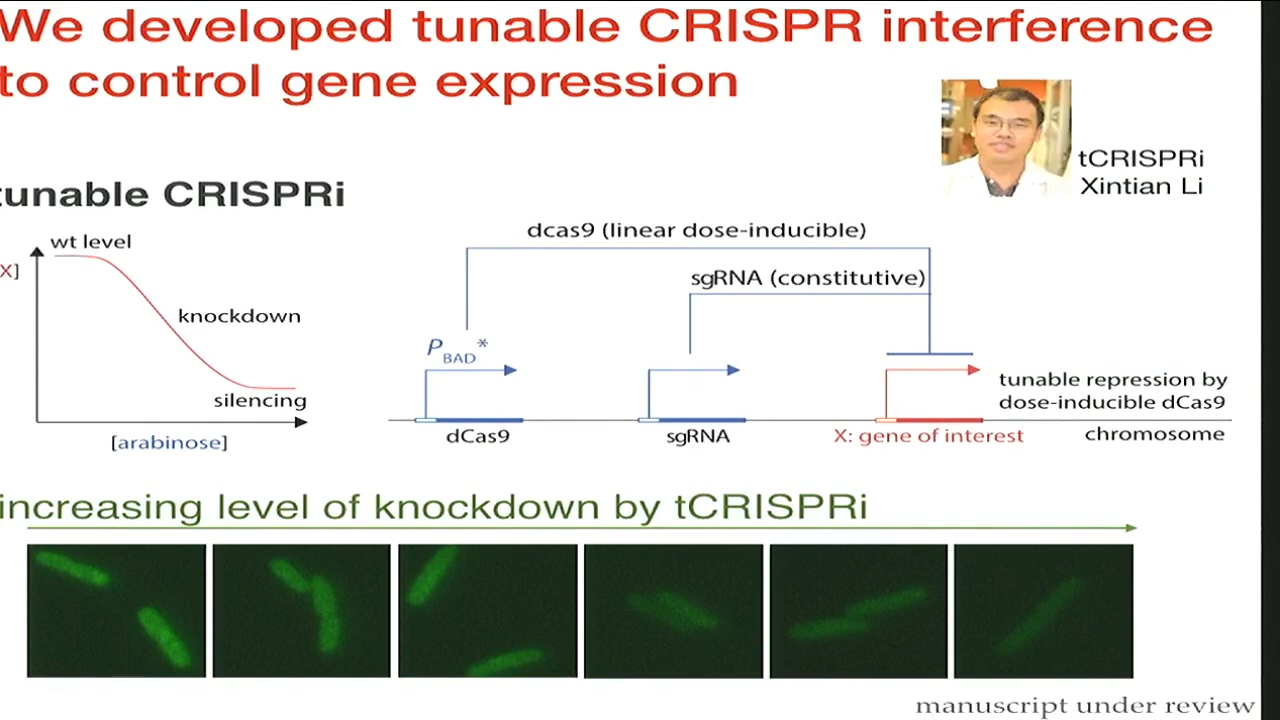 We developed tunable CRISPR interference
to control gene expression
tCRISPRi
Xintian Li
tunable CRISPRi
wt level
X]
knockdown
silencing
[arabinose]
dcas9 (linear dose-inducible)
sgRNA (constitutive)
PBAD*
tunable repression by
dose-inducible dCas9
dCas9
sgRNA
X: gene of interest
chromosome
increasing level of knockdown by tCRISPRi
manuscript under review